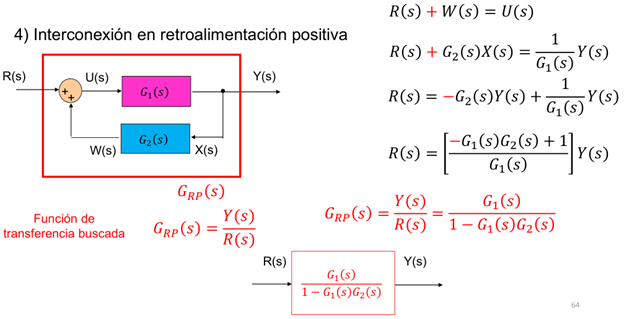 4) Interconexión en retroalimentación positiva
R(s)
U(s)
G₁(s)
Y(s)
+
+
G₂(s)
W(s)
X(s)
G_RP(s)
Función de
transferencia buscada
G_RP(s) = Y(s)/R(s)
R(s) + W(s) = U(s)
R(s) + G₂(s)X(s) = 1/G₁(s) Y(s)
R(s) = −G₂(s)Y(s) + 1/G₁(s) Y(s)
R(s) = [(−G₁(s)G₂(s) + 1)/G₁(s)] Y(s)
G_RP(s) = Y(s)/R(s) = G₁(s)/(1 − G₁(s)G₂(s))
R(s)
G₁(s)/(1 − G₁(s)G₂(s))
Y(s)
64